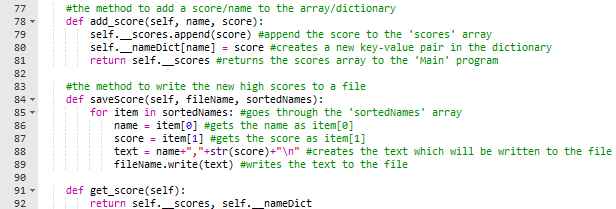 77 #the method to add a score/name to the array/dictionary
78 def add_score(self, name, score):
79 self.__scores.append(score) #append the score to the 'scores' array
80 self.__nameDict[name] = score #creates a new key-value pair in the dictionary
81 return self.__scores #returns the scores array to the 'Main' program
82
83 #the method to write the new high scores to a file
84 def saveScore(self, fileName, sortedNames):
85 for item in sortedNames: #goes through the 'sortedNames' array
86 name = item[0] #gets the name as item[0]
87 score = item[1] #gets the score as item[1]
88 text = name+","+str(score)+"\n" #creates the text which will be written to the file
89 fileName.write(text) #writes the text to the file
90
91 def get_score(self):
92 return self.__scores, self.__nameDict